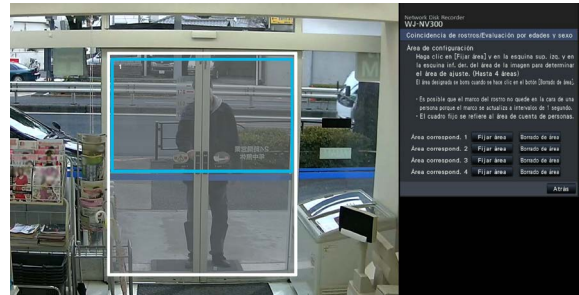 Network Disk Recorder
WJ-NV300
Coincidencia de rostros/Evaluación por edades y sexo
Área de configuración
Haga clic en [Fijar área] y en la esquina sup. izq. y en
la esquina inf. der. del área de la imagen para determinar
el área de ajuste. (Hasta 4 áreas)
El área designada se borra cuando se hace clic en el botón [Borrado de área].
- Es posible que el marco del rostro no quede en la cara de una
persona porque el marco se actualiza a intervalos de 1 segundo.
- El cuadro fijo se refiere al área de cuenta de personas.
Área correspond. 1 Fijar área Borrado de área
Área correspond. 2 Fijar área Borrado de área
Área correspond. 3 Fijar área Borrado de área
Área correspond. 4 Fijar área Borrado de área
Atrás
1